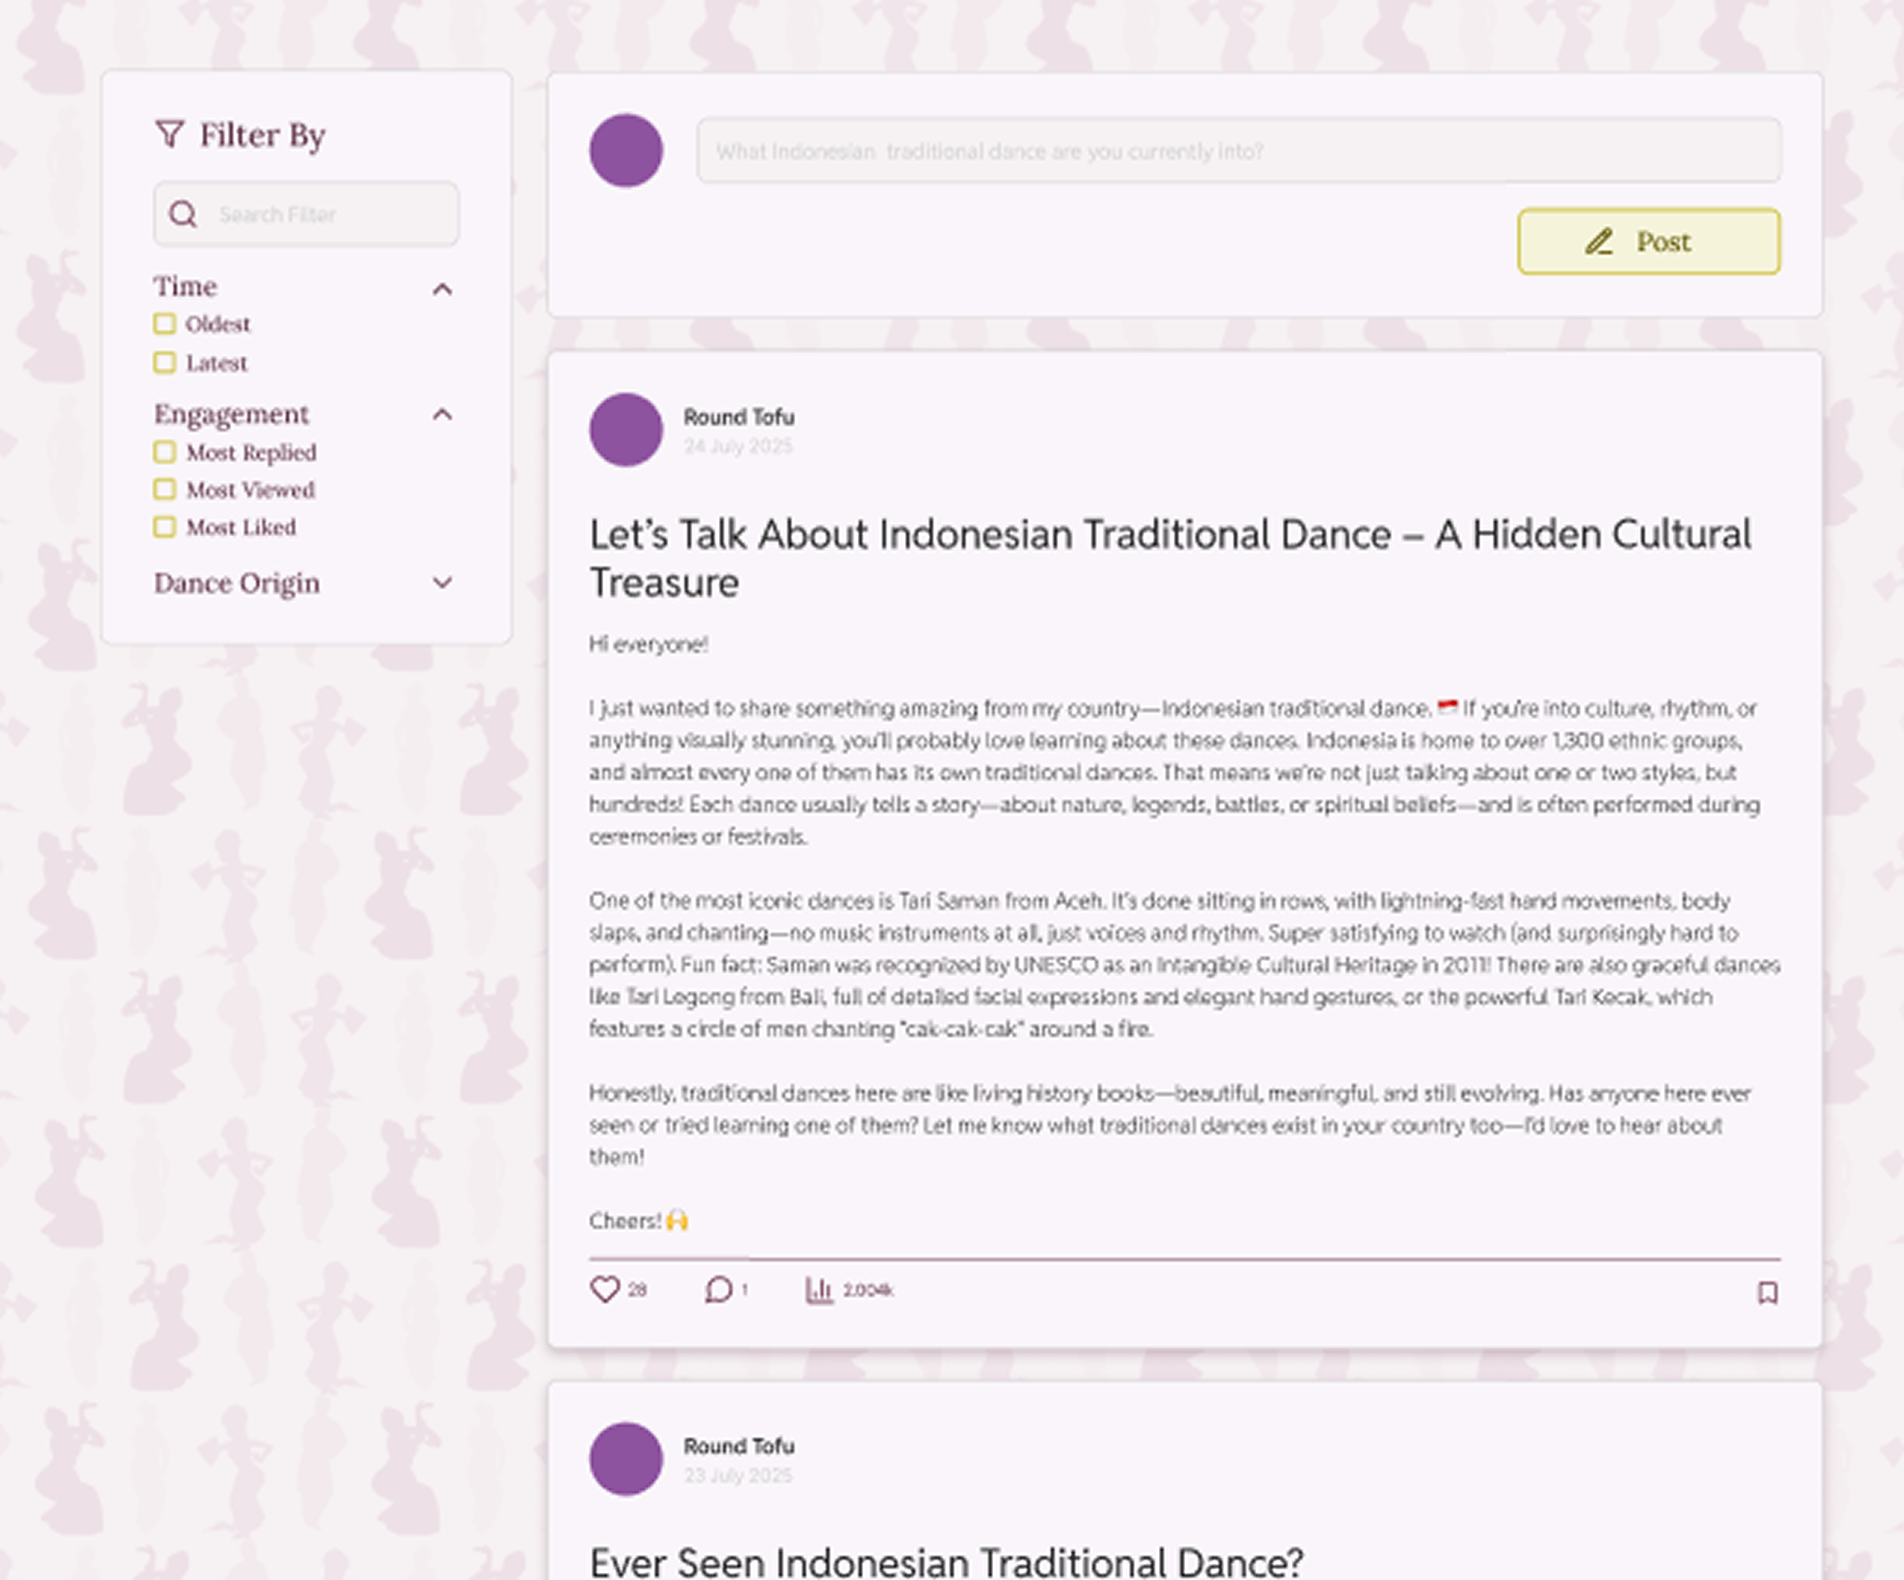 Filter By
Search Filter
Time
Oldest
Latest
Engagement
Most Replied
Most Viewed
Most Liked
Dance Origin
What Indonesian traditional dance are you currently into?
Post
Round Tofu
24 July 2025
Let's Talk About Indonesian Traditional Dance – A Hidden Cultural
Treasure
Hi everyone!
I just wanted to share something amazing from my country—Indonesian traditional dance. 🇮🇩 If you're into culture, rhythm, or
anything visually stunning, you'll probably love learning about these dances. Indonesia is home to over 1,300 ethnic groups,
and almost every one of them has its own traditional dances. That means we're not just talking about one or two styles, but
hundreds! Each dance usually tells a story—about nature, legends, battles, or spiritual beliefs—and is often performed during
ceremonies or festivals.
One of the most iconic dances is Tari Saman from Aceh. It's done sitting in rows, with lightning-fast hand movements, body
slaps, and chanting—no music instruments at all, just voices and rhythm. Super satisfying to watch (and surprisingly hard to
perform). Fun fact: Saman was recognized by UNESCO as an Intangible Cultural Heritage in 2011! There are also graceful dances
like Tari Legong from Bali, full of detailed facial expressions and elegant hand gestures, or the powerful Tari Kecak, which
features a circle of men chanting "cak-cak-cak" around a fire.
Honestly, traditional dances here are like living history books—beautiful, meaningful, and still evolving. Has anyone here ever
seen or tried learning one of them? Let me know what traditional dances exist in your country too—I'd love to hear about
them!
Cheers! 🙌
28
1
2.004k
Round Tofu
23 July 2025
Ever Seen Indonesian Traditional Dance?